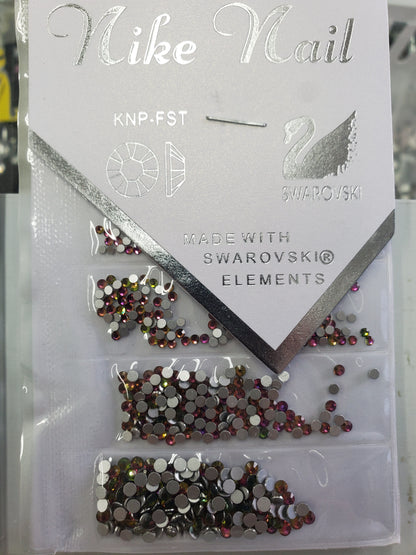 Nike Nail
KNP-FST
SWAROVSKI
MADE WITH
SWAROVSKI®
ELEMENTS